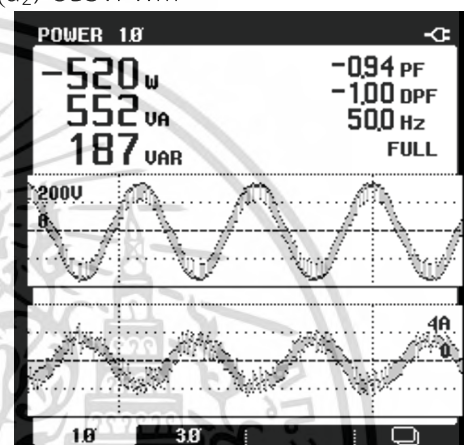 POWER 1Ø
-520 W
-0.94 PF
552 VA
-1.00 DPF
187 VAR
50.0 Hz
FULL
200V
0
4A
0
1Ø 3Ø